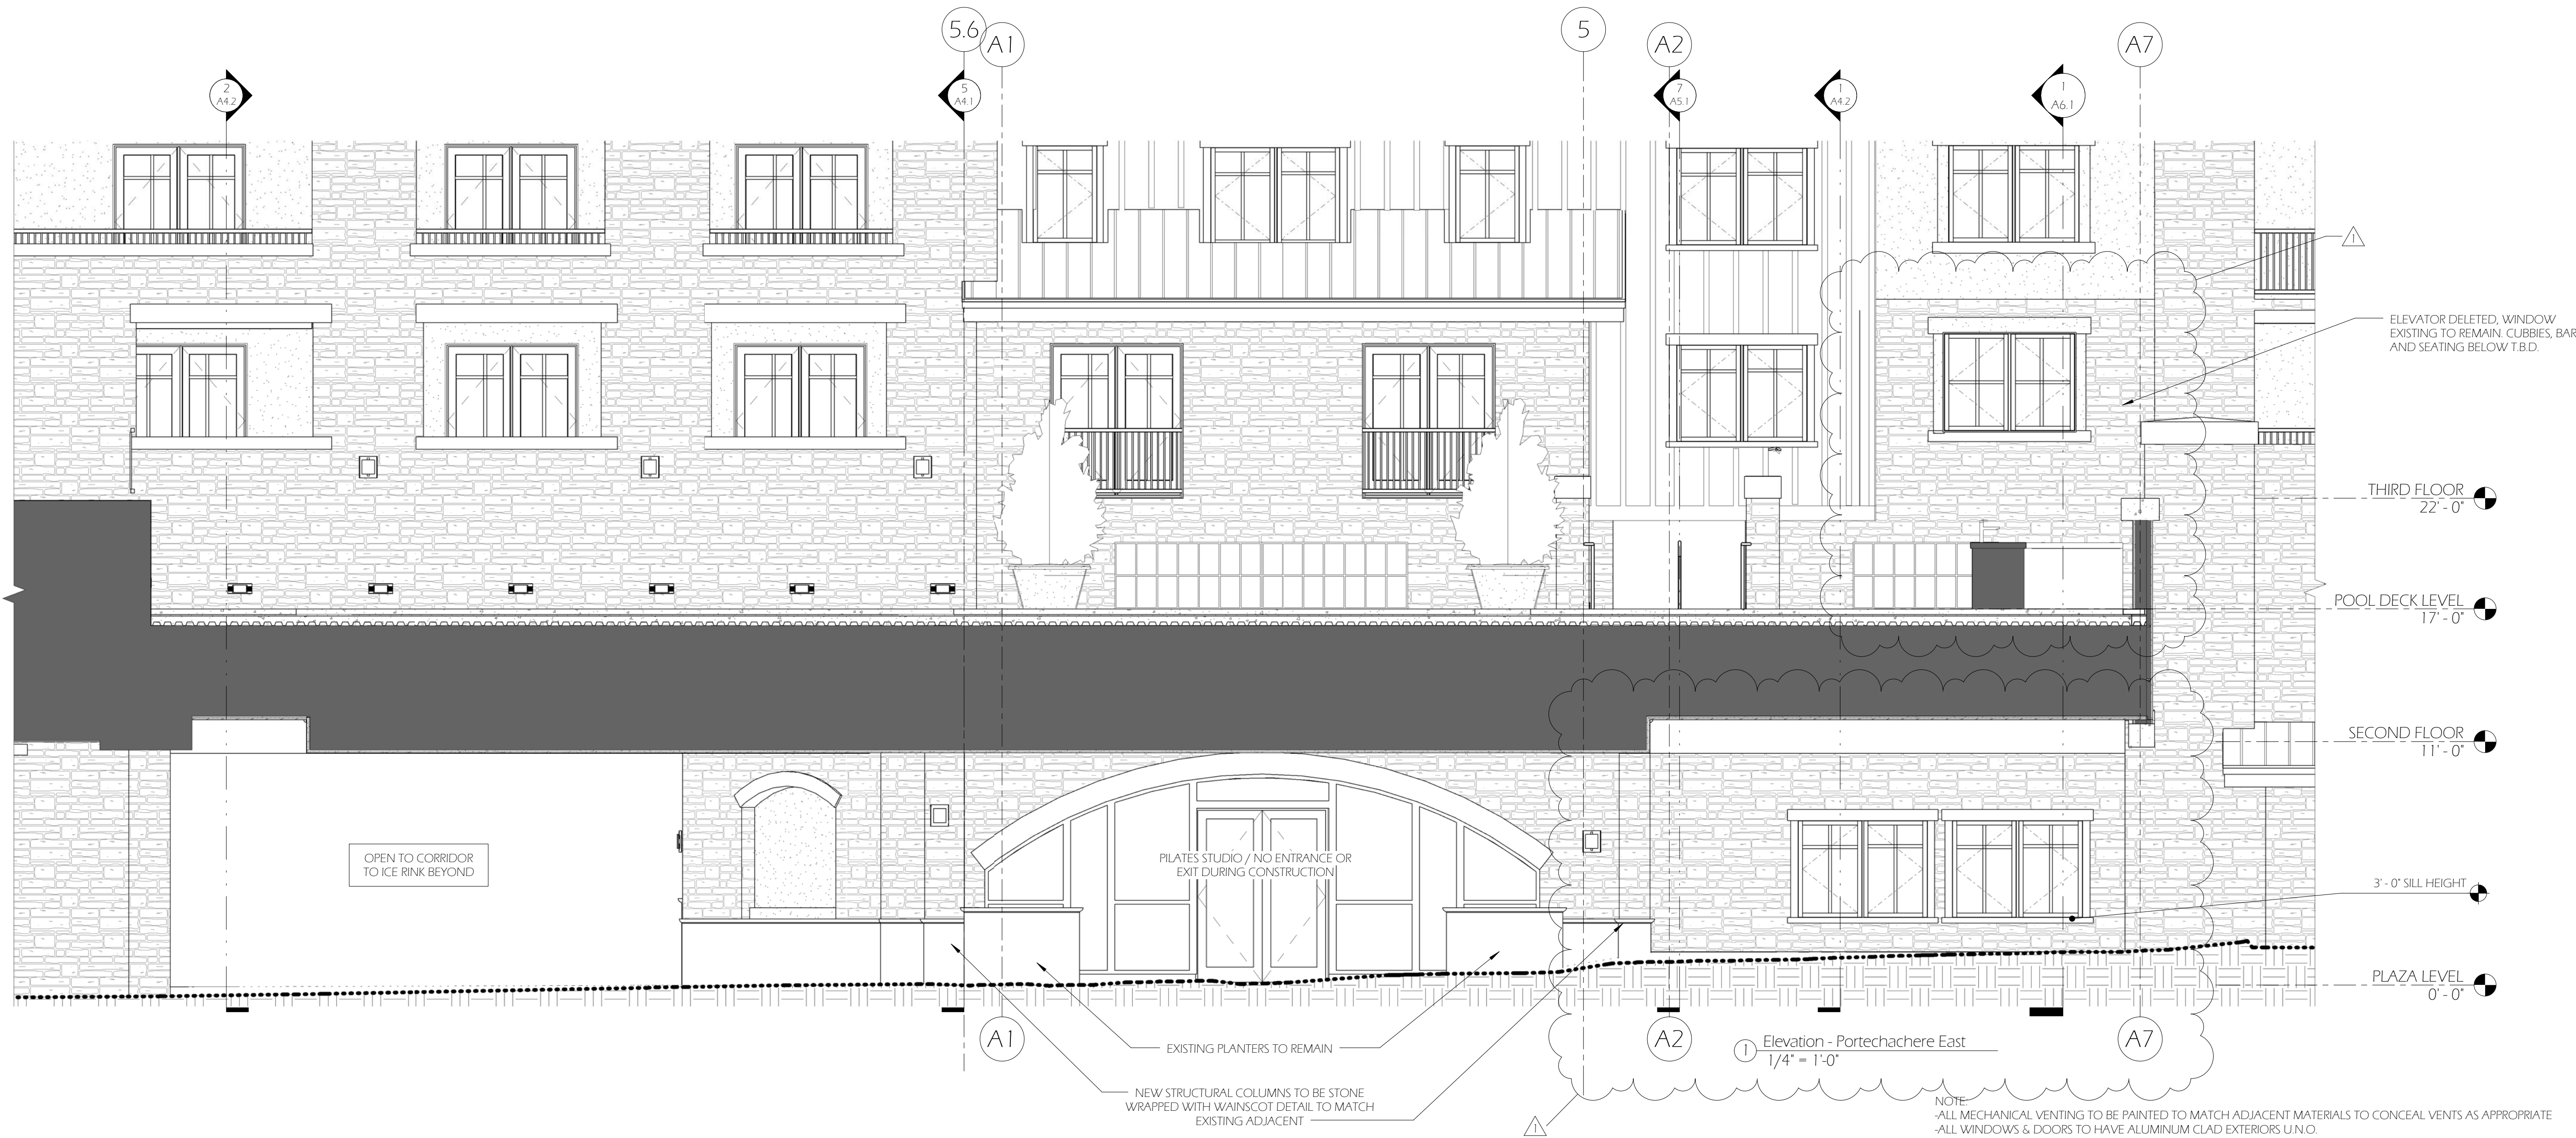 5.6
A1
5
A2
A7
2
A4.2
5
A4.1
7
A5.1
1
A4.2
1
A6.1
1
ELEVATOR DELETED, WINDOW
EXISTING TO REMAIN. CUBBIES, BAR
AND SEATING BELOW T.B.D.
THIRD FLOOR
22' - 0"
POOL DECK LEVEL
17' - 0"
SECOND FLOOR
11' - 0"
OPEN TO CORRIDOR
TO ICE RINK BEYOND
PILATES STUDIO / NO ENTRANCE OR
EXIT DURING CONSTRUCTION
3' - 0" SILL HEIGHT
PLAZA LEVEL
0' - 0"
A1
A2
A7
EXISTING PLANTERS TO REMAIN
1
Elevation - Portechachere East
1/4" = 1'-0"
NEW STRUCTURAL COLUMNS TO BE STONE
WRAPPED WITH WAINSCOT DETAIL TO MATCH
EXISTING ADJACENT
1
NOTE:
-ALL MECHANICAL VENTING TO BE PAINTED TO MATCH ADJACENT MATERIALS TO CONCEAL VENTS AS APPROPRIATE
-ALL WINDOWS & DOORS TO HAVE ALUMINUM CLAD EXTERIORS U.N.O.